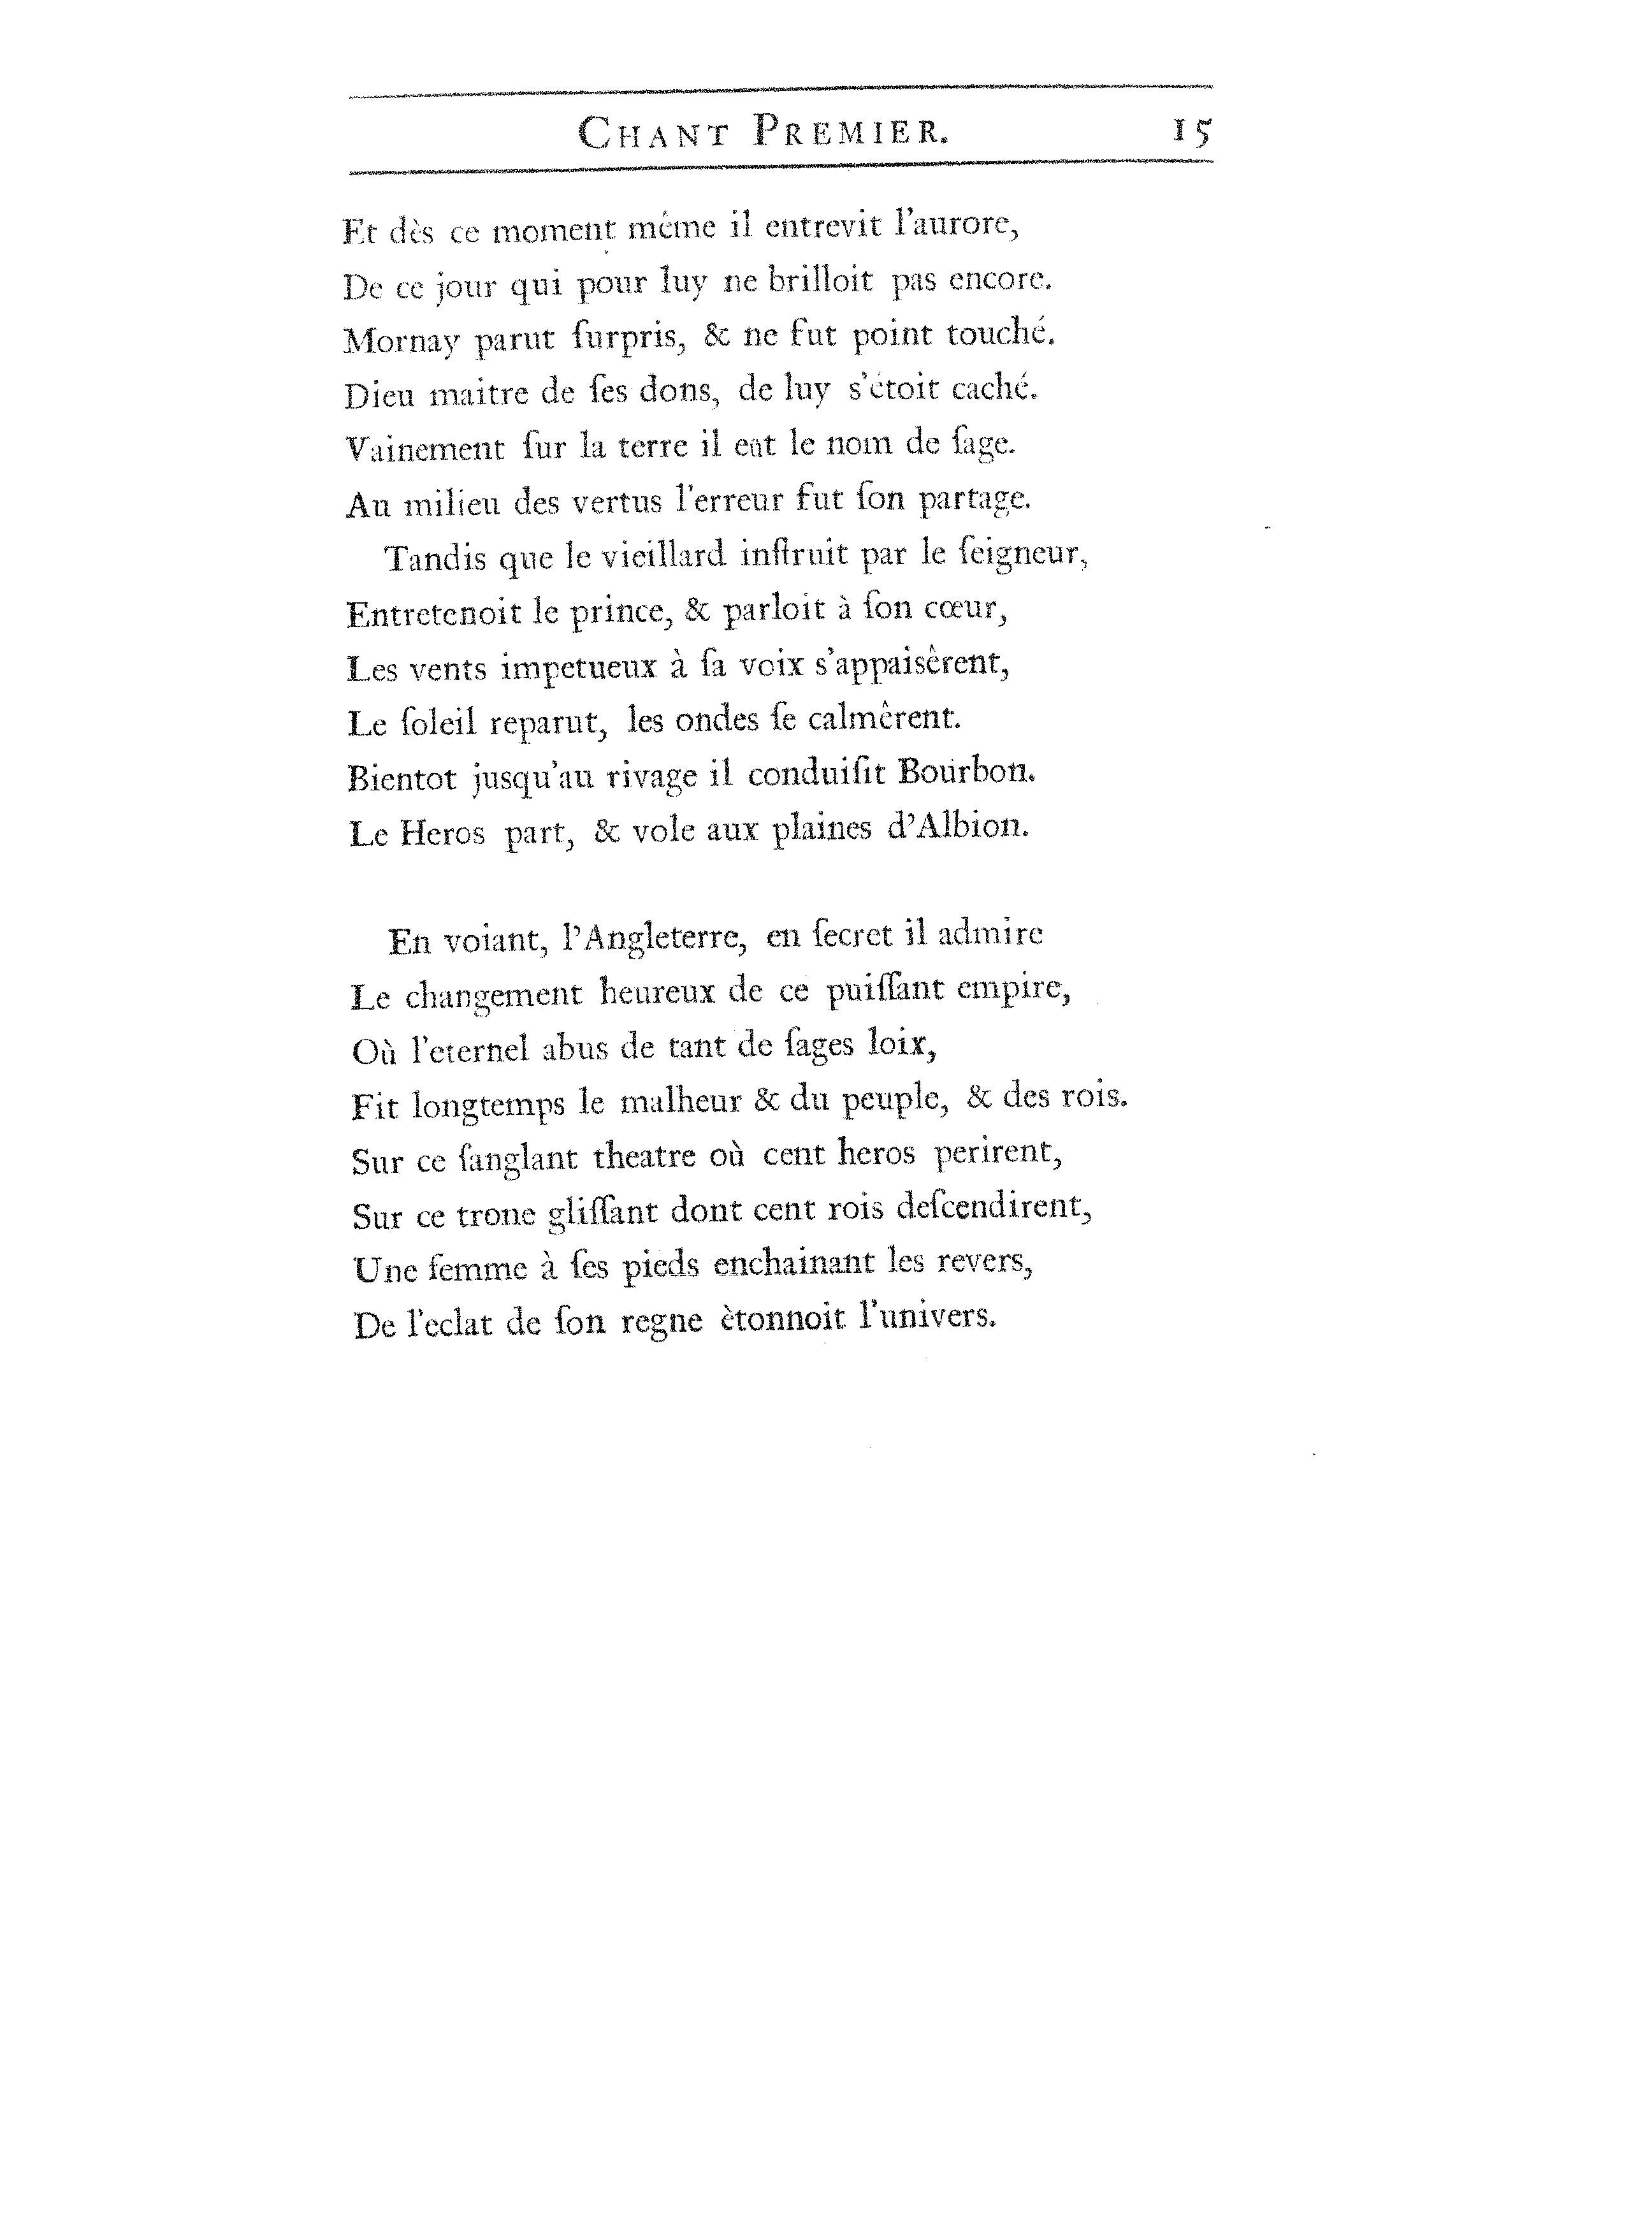 CHANT PREMIER. 15
Et dès ce moment même il entrevit l'aurore,
De ce jour qui pour luy ne brilloit pas encore.
Mornay parut ſurpris, & ne fut point touché.
Dieu maitre de ſes dons, de luy s'étoit caché.
Vainement ſur la terre il eut le nom de ſage.
Au milieu des vertus l'erreur fut ſon partage.
Tandis que le vieillard inſtruit par le ſeigneur,
Entretenoit le prince, & parloit à ſon cœur,
Les vents impetueux à ſa voix s'appaisêrent,
Le ſoleil reparut, les ondes ſe calmêrent.
Bientot jusqu'au rivage il conduiſit Bourbon.
Le Heros part, & vole aux plaines d'Albion.
En voiant, l'Angleterre, en ſecret il admire
Le changement heureux de ce puiſſant empire,
Où l'eternel abus de tant de ſages loix,
Fit longtemps le malheur & du peuple, & des rois.
Sur ce ſanglant theatre où cent heros perirent,
Sur ce trone gliſſant dont cent rois deſcendirent,
Une femme à ſes pieds enchainant les revers,
De l'eclat de ſon regne ètonnoit l'univers.